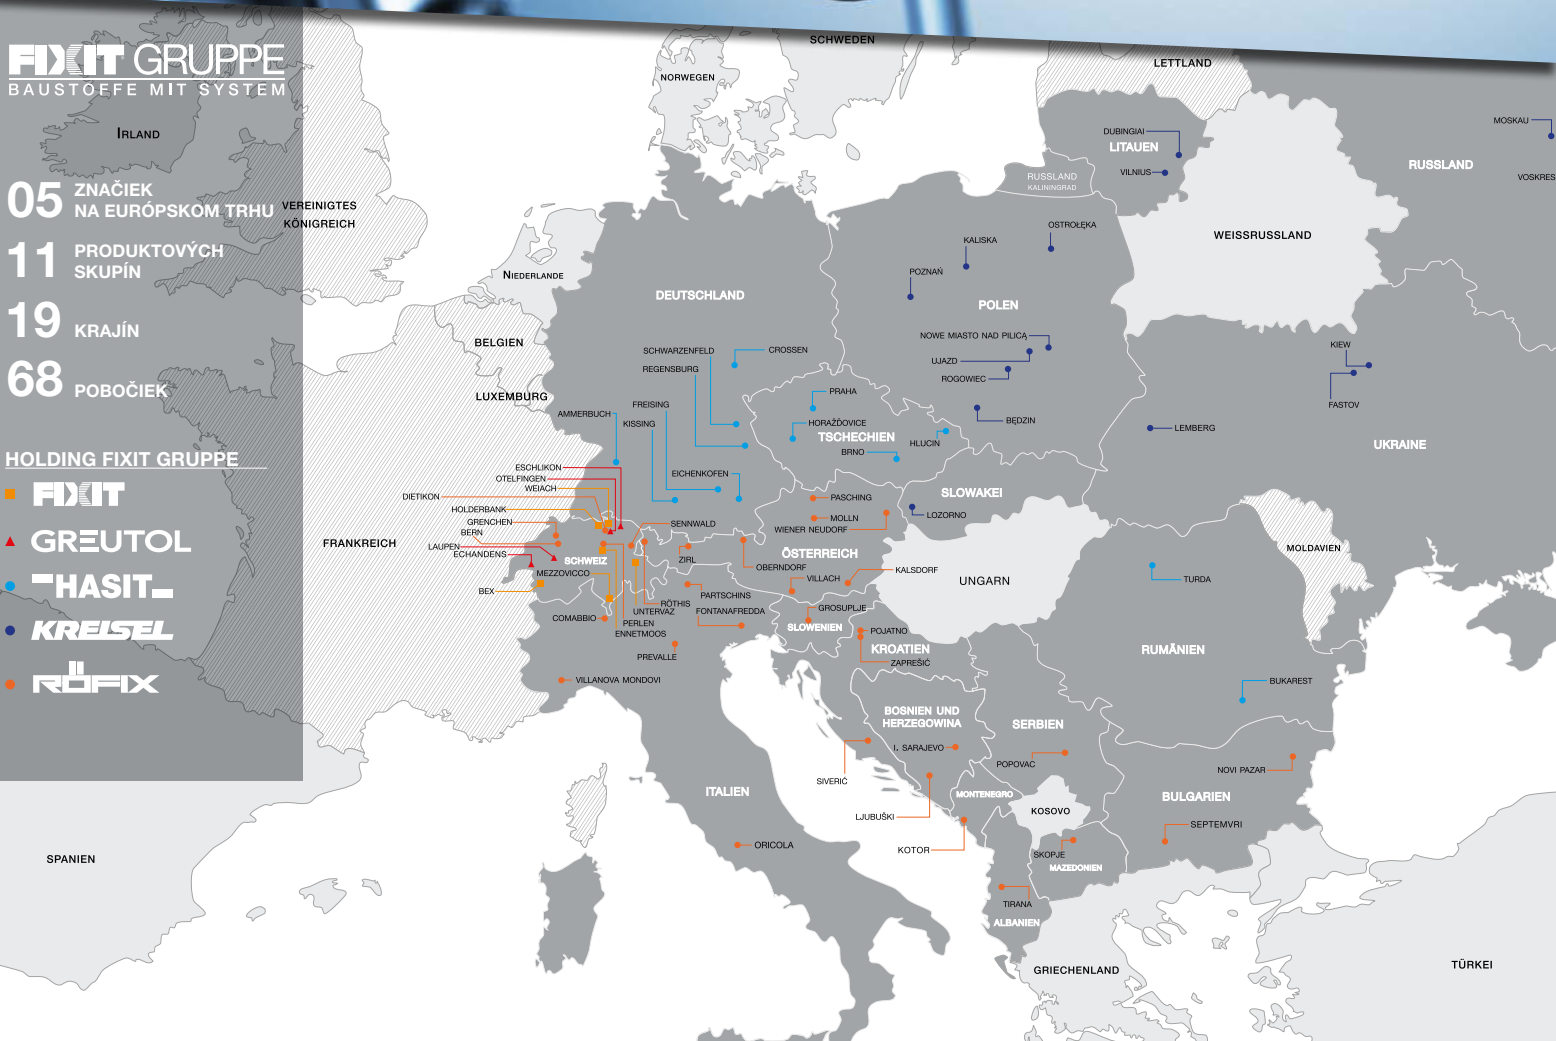 FIXIT GRUPPE
BAUSTOFFE MIT SYSTEM
05 ZNAČIEK
NA EURÓPSKOM TRHU
11 PRODUKTOVÝCH
SKUPÍN
19 KRAJÍN
68 POBOČIEK
HOLDING FIXIT GRUPPE
FIXIT
GREUTOL
HASIT
KREISEL
RÖFIX
IRLAND
VEREINIGTES
KÖNIGREICH
NORWEGEN
SCHWEDEN
LETTLAND
MOSKAU
DUBINGIAI
LITAUEN
VILNIUS
RUSSLAND
VOSKRES
RUSSLAND
KALININGRAD
WEISSRUSSLAND
NIEDERLANDE
DEUTSCHLAND
OSTROŁĘKA
KALISKA
POZNAŃ
POLEN
NOWE MIASTO NAD PILICĄ
UJAZD
ROGOWIEC
BĘDZIN
KIEW
FASTOV
LEMBERG
UKRAINE
BELGIEN
LUXEMBURG
SCHWARZENFELD
CROSSEN
REGENSBURG
FREISING
AMMERBUCH
KISSING
EICHENKOFEN
PRAHA
HORAŽĎOVICE
TSCHECHIEN
HLUCIN
BRNO
SLOWAKEI
LOZORNO
ESCHLIKON
OTELFINGEN
WEIACH
DIETIKON
HOLDERBANK
GRENCHEN
BERN
LAUPEN
ECHANDENS
FRANKREICH
SCHWEIZ
MEZZOVICCO
BEX
COMABBIO
SENNWALD
ZIRL
PASCHING
MOLLN
WIENER NEUDORF
ÖSTERREICH
OBERNDORF
VILLACH
KALSDORF
UNGARN
MOLDAVIEN
TURDA
PARTSCHINS
RÖTHIS
FONTANAFREDDA
UNTERVAZ
PERLEN
ENNETMOOS
PREVALLE
VILLANOVA MONDOVI
GROSUPLJE
SLOWENIEN
POJATNO
KROATIEN
ZAPREŠIĆ
RUMÄNIEN
BUKAREST
BOSNIEN UND
HERZEGOWINA
SERBIEN
I. SARAJEVO
POPOVAC
SIVERIĆ
NOVI PAZAR
BULGARIEN
ITALIEN
MONTENEGRO
LJUBUŠKI
KOSOVO
SEPTEMVRI
ORICOLA
KOTOR
SKOPJE
MAZEDONIEN
TIRANA
ALBANIEN
SPANIEN
GRIECHENLAND
TÜRKEI